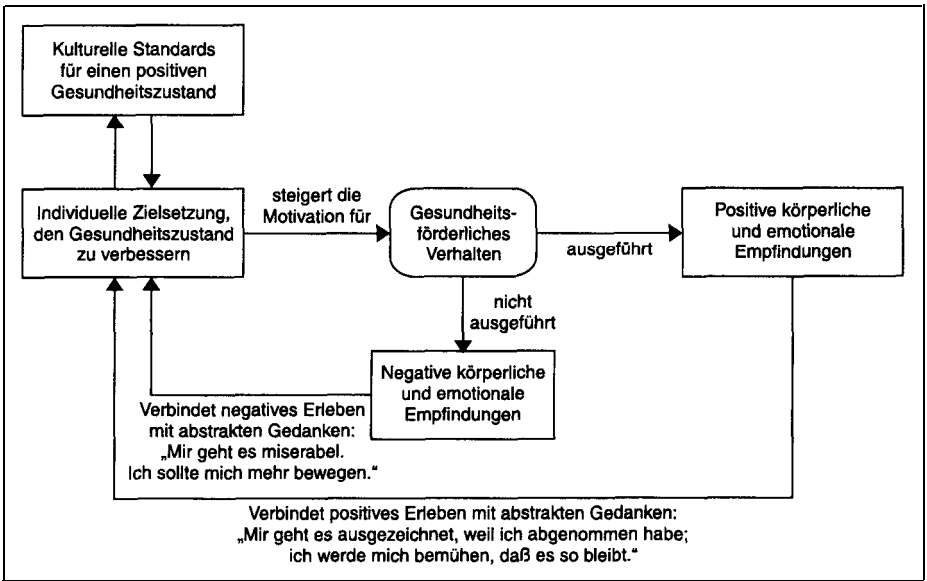 Kulturelle Standards
für einen positiven
Gesundheitszustand
Individuelle Zielsetzung,
den Gesundheitszustand
zu verbessern
steigert die
Motivation für
Gesundheits-
förderliches
Verhalten
ausgeführt
Positive körperliche
und emotionale
Empfindungen
nicht
ausgeführt
Negative körperliche
und emotionale
Empfindungen
Verbindet negatives Erleben
mit abstrakten Gedanken:
„Mir geht es miserabel.
Ich sollte mich mehr bewegen.“
Verbindet positives Erleben mit abstrakten Gedanken:
„Mir geht es ausgezeichnet, weil ich abgenommen habe;
ich werde mich bemühen, daß es so bleibt.“